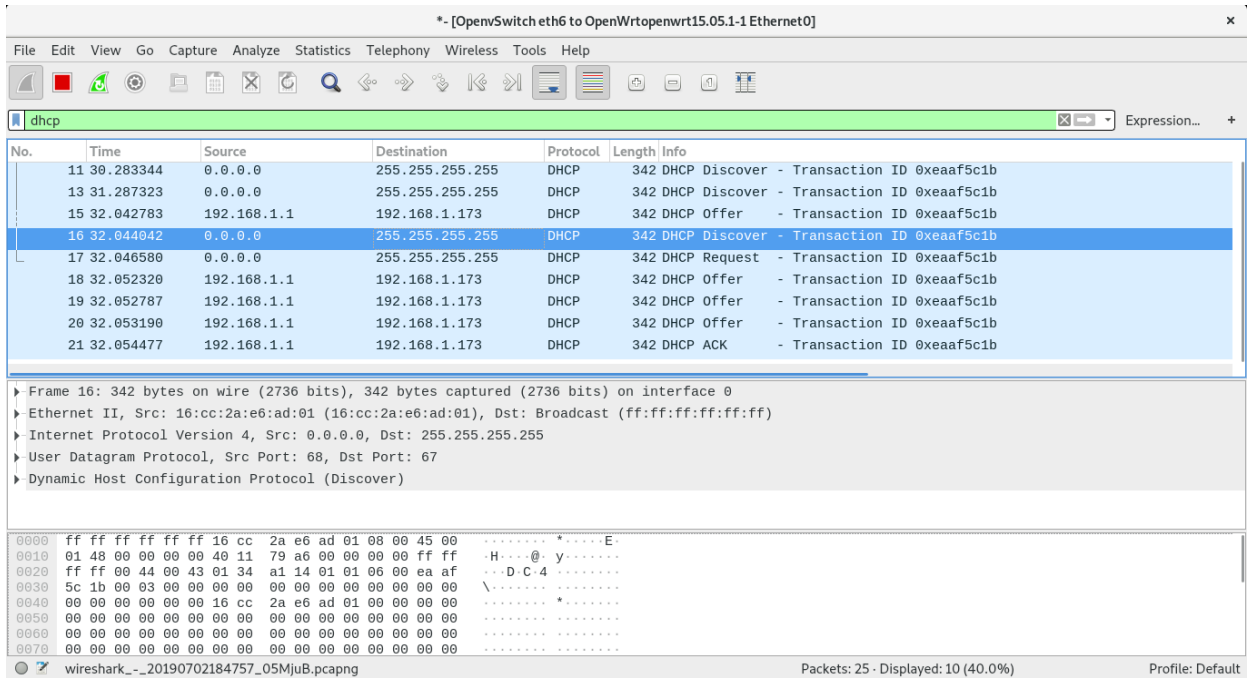 *- [OpenvSwitch eth6 to OpenWrtopenwrt15.05.1-1 Ethernet0]
File Edit View Go Capture Analyze Statistics Telephony Wireless Tools Help
dhcp Expression... +
No. Time Source Destination Protocol Length Info
11 30.283344 0.0.0.0 255.255.255.255 DHCP 342 DHCP Discover - Transaction ID 0xeaaf5c1b
13 31.287323 0.0.0.0 255.255.255.255 DHCP 342 DHCP Discover - Transaction ID 0xeaaf5c1b
15 32.042783 192.168.1.1 192.168.1.173 DHCP 342 DHCP Offer - Transaction ID 0xeaaf5c1b
16 32.044042 0.0.0.0 255.255.255.255 DHCP 342 DHCP Discover - Transaction ID 0xeaaf5c1b
17 32.046580 0.0.0.0 255.255.255.255 DHCP 342 DHCP Request - Transaction ID 0xeaaf5c1b
18 32.052320 192.168.1.1 192.168.1.173 DHCP 342 DHCP Offer - Transaction ID 0xeaaf5c1b
19 32.052787 192.168.1.1 192.168.1.173 DHCP 342 DHCP Offer - Transaction ID 0xeaaf5c1b
20 32.053190 192.168.1.1 192.168.1.173 DHCP 342 DHCP Offer - Transaction ID 0xeaaf5c1b
21 32.054477 192.168.1.1 192.168.1.173 DHCP 342 DHCP ACK - Transaction ID 0xeaaf5c1b
Frame 16: 342 bytes on wire (2736 bits), 342 bytes captured (2736 bits) on interface 0
Ethernet II, Src: 16:cc:2a:e6:ad:01 (16:cc:2a:e6:ad:01), Dst: Broadcast (ff:ff:ff:ff:ff:ff)
Internet Protocol Version 4, Src: 0.0.0.0, Dst: 255.255.255.255
User Datagram Protocol, Src Port: 68, Dst Port: 67
Dynamic Host Configuration Protocol (Discover)
0000 ff ff ff ff ff ff 16 cc 2a e6 ad 01 08 00 45 00 ········ *·····E·
0010 01 48 00 00 00 00 40 11 79 a6 00 00 00 00 ff ff ·H····@· y·······
0020 ff ff 00 44 00 43 01 34 a1 14 01 01 06 00 ea af ···D·C·4 ········
0030 5c 1b 00 03 00 00 00 00 00 00 00 00 00 00 00 00 \······· ········
0040 00 00 00 00 00 00 16 cc 2a e6 ad 01 00 00 00 00 ········ *·······
0050 00 00 00 00 00 00 00 00 00 00 00 00 00 00 00 00 ········ ········
0060 00 00 00 00 00 00 00 00 00 00 00 00 00 00 00 00 ········ ········
0070 00 00 00 00 00 00 00 00 00 00 00 00 00 00 00 00 ········ ········
wireshark_-_20190702184757_05MjuB.pcapng Packets: 25 · Displayed: 10 (40.0%) Profile: Default